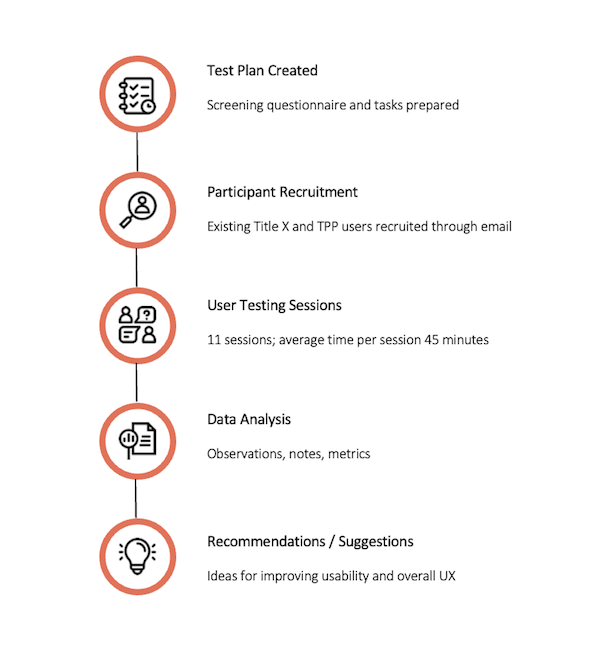 Test Plan Created
Screening questionnaire and tasks prepared
Participant Recruitment
Existing Title X and TPP users recruited through email
User Testing Sessions
11 sessions; average time per session 45 minutes
Data Analysis
Observations, notes, metrics
Recommendations / Suggestions
Ideas for improving usability and overall UX